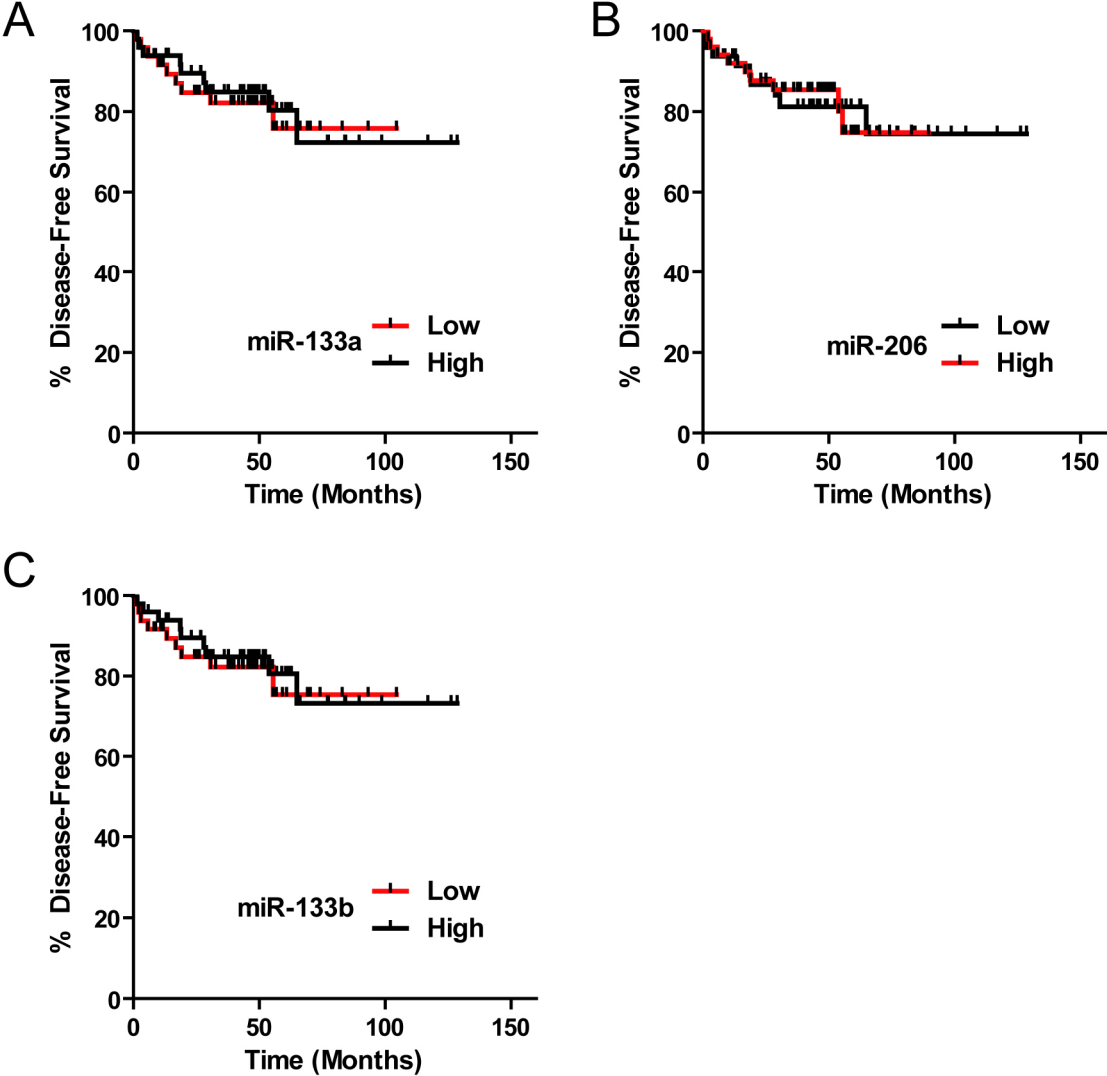 A
% Disease-Free Survival
100
80
60
40
20
0
0 50 100 150
Time (Months)
miR-133a
Low
High
B
% Disease-Free Survival
100
80
60
40
20
0
0 50 100 150
Time (Months)
miR-206
Low
High
C
% Disease-Free Survival
100
80
60
40
20
0
0 50 100 150
Time (Months)
miR-133b
Low
High